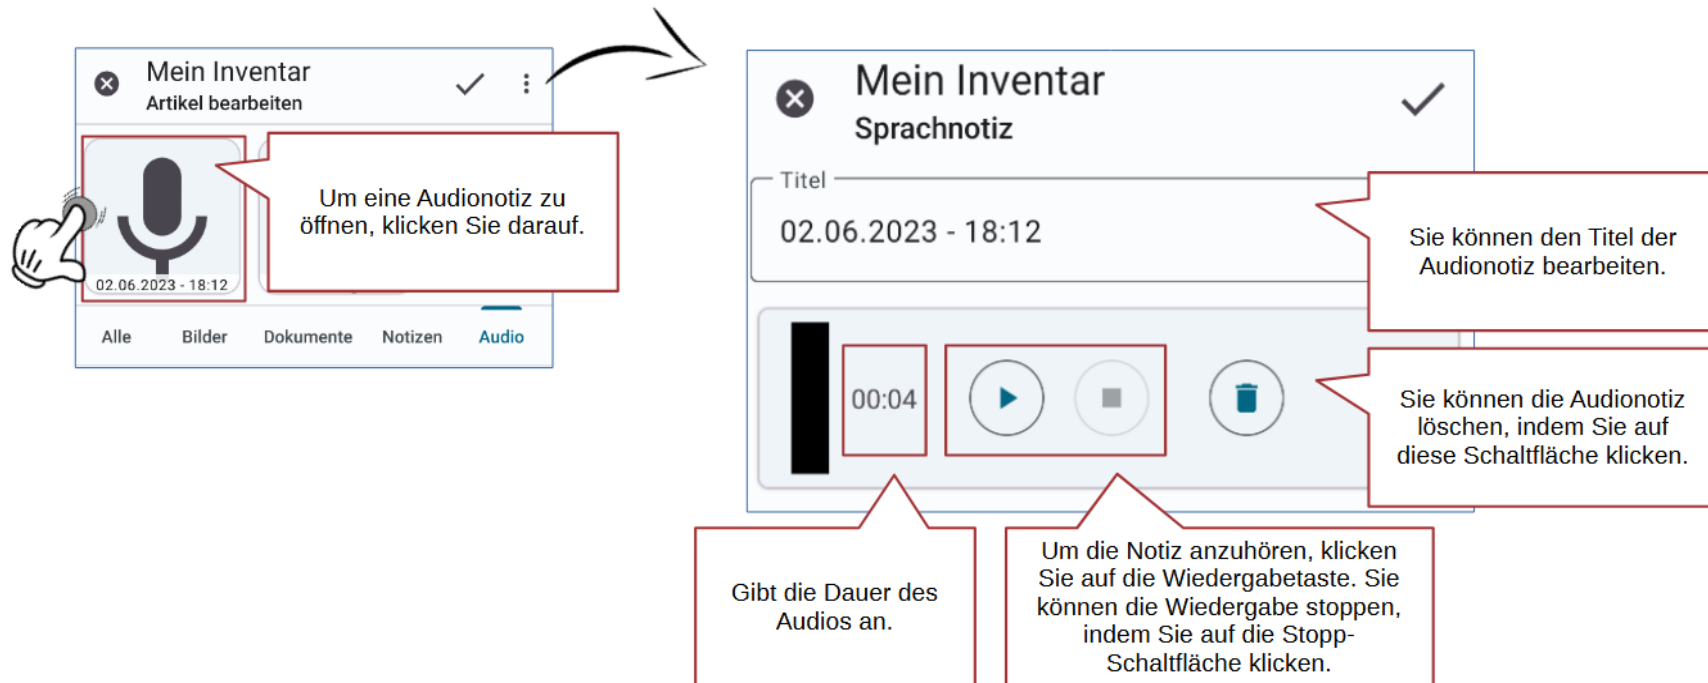 Mein Inventar
Artikel bearbeiten
Um eine Audionotiz zu
öffnen, klicken Sie darauf.
02.06.2023 - 18:12
Alle
Bilder
Dokumente
Notizen
Audio
Mein Inventar
Sprachnotiz
Titel
02.06.2023 - 18:12
Sie können den Titel der
Audionotiz bearbeiten.
00:04
Sie können die Audionotiz
löschen, indem Sie auf
diese Schaltfläche klicken.
Gibt die Dauer des
Audios an.
Um die Notiz anzuhören, klicken
Sie auf die Wiedergabetaste. Sie
können die Wiedergabe stoppen,
indem Sie auf die Stopp-
Schaltfläche klicken.